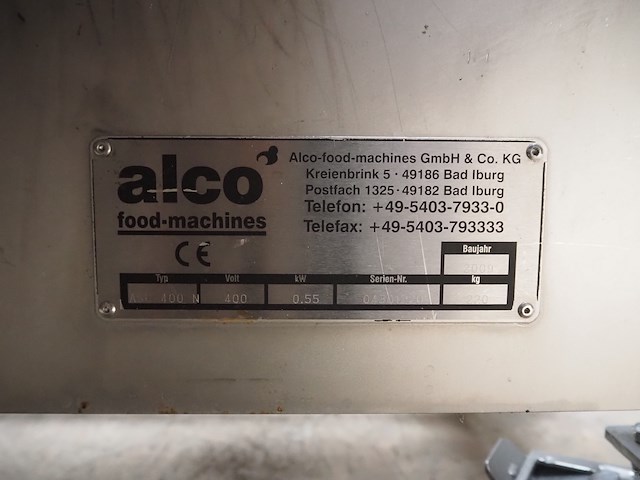 alco
food-machines
Alco-food-machines GmbH & Co. KG
Kreienbrink 5 · 49186 Bad Iburg
Postfach 1325 · 49182 Bad Iburg
Telefon: +49-5403-7933-0
Telefax: +49-5403-793333
CE
Baujahr
Typ Volt kW Serien-Nr. kg
400 N 400 0,55